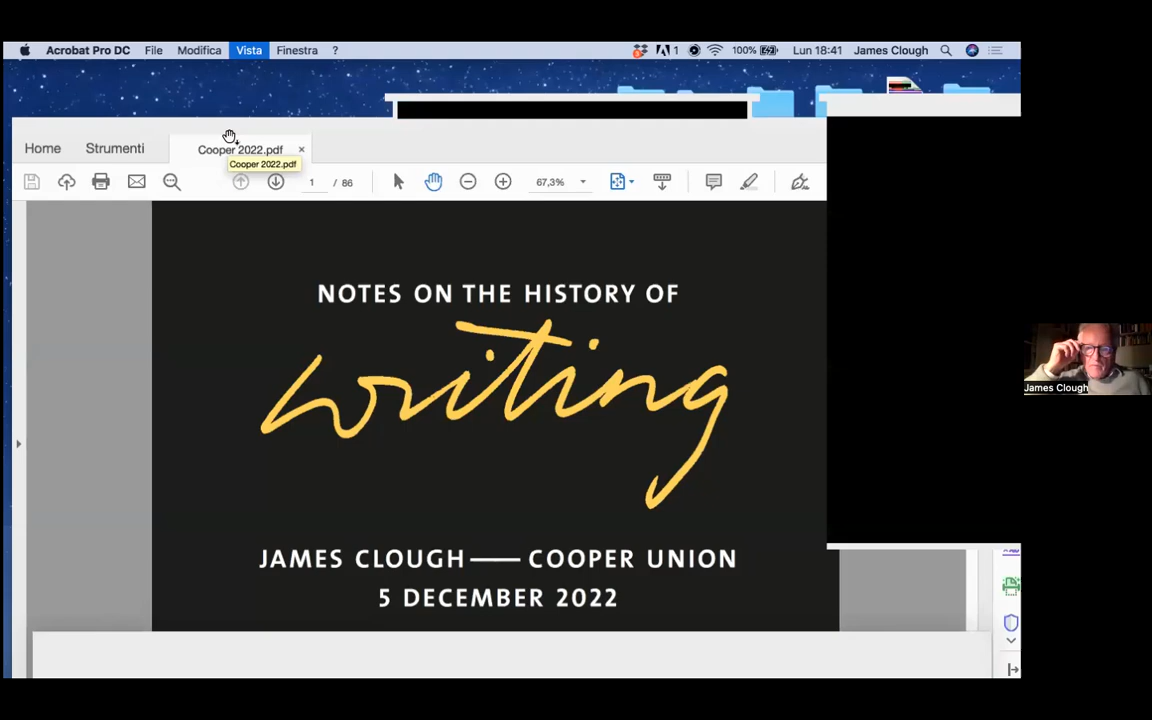 Acrobat Pro DC File Modifica Vista Finestra ? 1 100% Lun 18:41 James Clough
Home Strumenti Cooper 2022.pdf ×
Cooper 2022.pdf
1 / 86 67,3%
NOTES ON THE HISTORY OF
writing
JAMES CLOUGH — COOPER UNION
5 DECEMBER 2022
James Clough